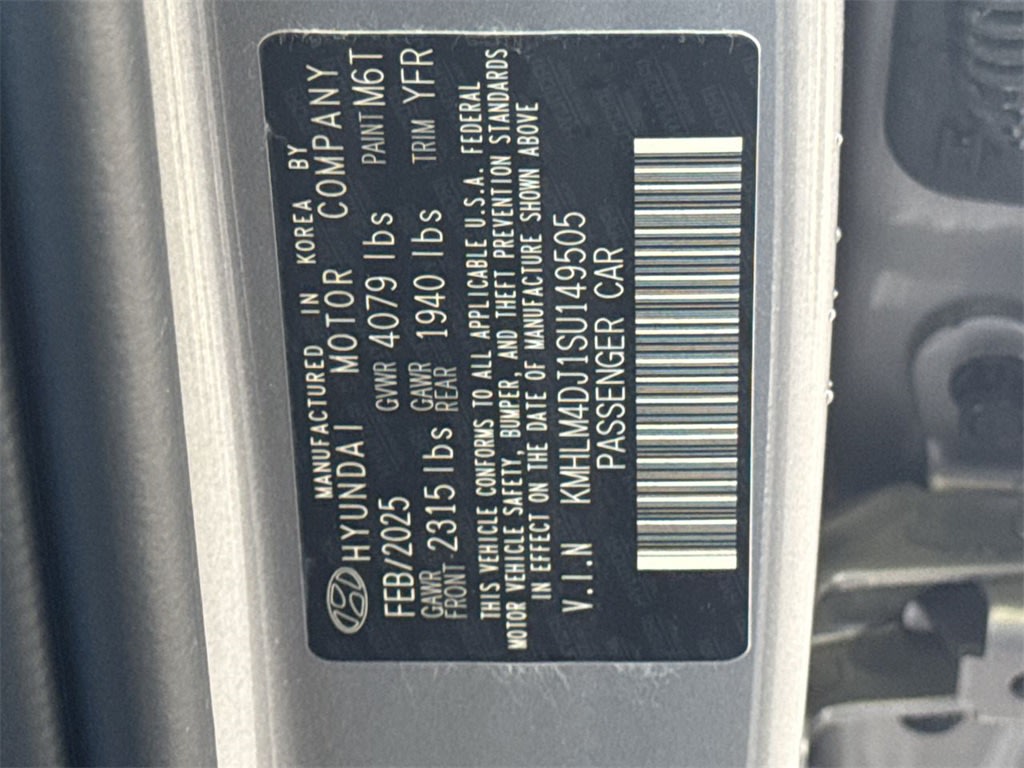 MANUFACTURED IN KOREA BY
HYUNDAI MOTOR COMPANY
FEB/2025 GVWR 4079 lbs PAINT M6T
GAWR FRONT 2315 lbs GAWR REAR 1940 lbs TRIM YFR
THIS VEHICLE CONFORMS TO ALL APPLICABLE U.S.A. FEDERAL
MOTOR VEHICLE SAFETY, BUMPER, AND THEFT PREVENTION STANDARDS
IN EFFECT ON THE DATE OF MANUFACTURE SHOWN ABOVE
V.I.N KMHLM4DJ1SU149505
PASSENGER CAR